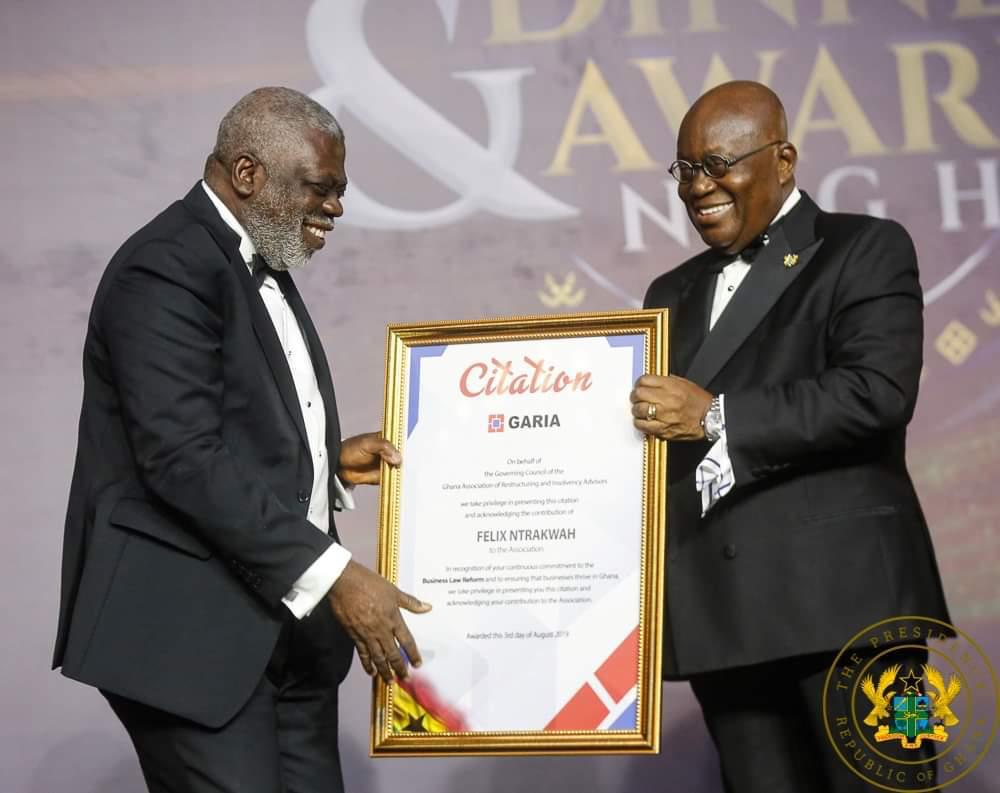 DINNE
&
AWAR
N G H
Citation
GARIA
On behalf of
the Governing Council of the
Ghana Association of Restructuring and Insolvency Advisors
we take privilege in presenting this citation
and acknowledging the contribution of
FELIX NTRAKWAH
to the Association.
In recognition of your continuous commitment to the
Business Law Reform and to ensuring that businesses thrive in Ghana,
we take privilege in presenting you this citation and
acknowledging your contribution to the Association.
Awarded this 3rd day of August 2019
THE PRESIDENT
REPUBLIC OF GHANA